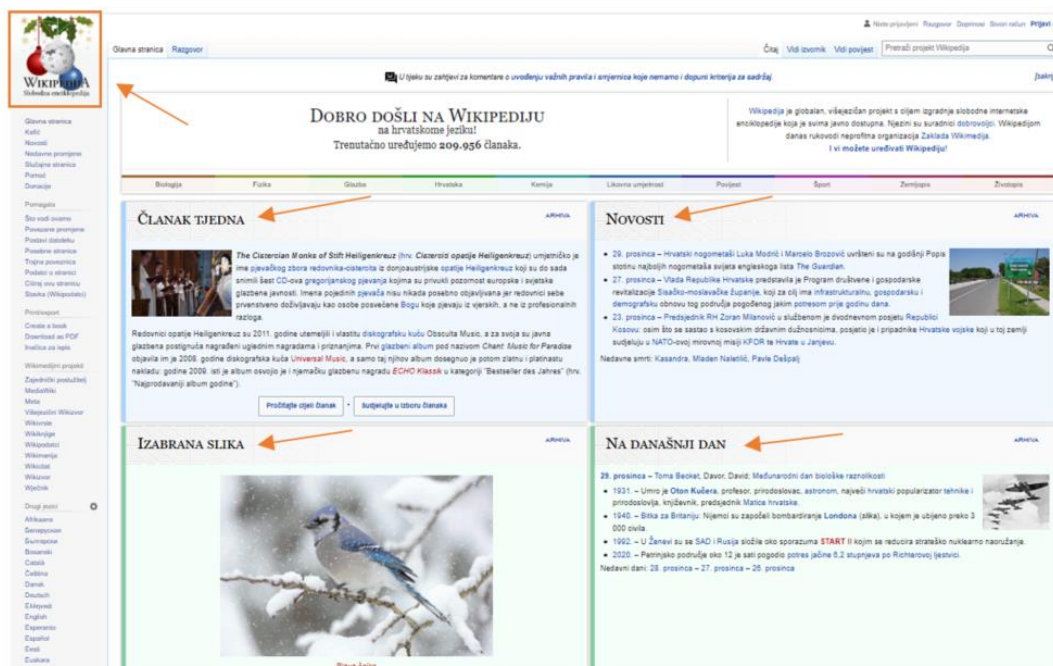 Niste prijavljeni Razgovor Doprinosi Stvori račun Prijavi
Glavna stranica Razgovor
Čitaj Vidi izvornik Vidi povijest Pretraži projekt Wikipedija
WIKIPEDIJA
Slobodna enciklopedija
U tijeku su zahtjevi za komentare o uvođenju važnih pravila i smjernica koje nemamo i dopuni kriterija za sadržaj.
DOBRO DOŠLI NA WIKIPEDIJU
na hrvatskome jeziku!
Trenutačno uređujemo 209.956 članaka.
Wikipedija je globalan, višejezičan projekt s ciljem izgradnje slobodne internetske
enciklopedije koja je svima javno dostupna. Njezini su suradnici dobrovoljci. Wikipedijom
danas rukovodi neprofitna organizacija Zaklada Wikimedija.
I vi možete uređivati Wikipediju!
Biologija Fizika Glazba Hrvatska Kemija Likovna umjetnost Povijest Šport Zemljopis Životopis
Glavna stranica
Kafić
Novosti
Nedavne promjene
Slučajna stranica
Pomoć
Donacije
Pomagala
Što vodi ovamo
Povezane promjene
Postavi datoteku
Posebne stranice
Trajna poveznica
Podatci o stranici
Citiraj ovu stranicu
Stavka (Wikipodatci)
Print/export
Create a book
Download as PDF
Inačica za ispis
Wikimedijini projekti
Zajednički poslužitelj
MediaWiki
Meta
Višejezični Wikizvor
Wikivrste
Wikiknjige
Wikipodatci
Wikimanija
Wikicitat
Wikizvor
Wječnik
Drugi jezici
Afrikaans
Беларуская
Български
Bosanski
Català
Čeština
Dansk
Deutsch
Ελληνικά
English
Esperanto
Español
Eesti
Euskara
ČLANAK TJEDNA
ARHIVA
The Cistercian Monks of Stift Heiligenkreuz (hrv. Cisterciti opatije Heiligenkreuz) umjetničko je
ime pjevačkog zbora redovnika-cistercita iz donjoaustrijske opatije Heiligenkreuz koji su do sada
snimili šest CD-ova gregorijanskog pjevanja kojima su privukli pozornost europske i svjetske
glazbene javnosti. Imena pojedinih pjevača nisu nikada posebno objavljivana jer redovnici sebe
prvenstveno doživljavaju kao osobe posvećene Bogu koje pjevaju iz vjerskih, a ne iz profesionalnih
razloga.
Redovnici opatije Heiligenkreuz su 2011. godine utemeljili i vlastitu diskografsku kuću Obsculta Music, a za svoja su javna
glazbena postignuća nagrađeni uglednim nagradama i priznanjima. Prvi glazbeni album pod nazivom Chant: Music for Paradise
objavila im je 2008. godine diskografska kuća Universal Music, a samo taj njihov album dosegnuo je potom zlatnu i platinastu
nakladu: godine 2009. isti je album osvojio je i njemačku glazbenu nagradu ECHO Klassik u kategoriji "Bestseller des Jahres" (hrv.
"Najprodavaniji album godine").
Pročitajte cijeli članak • Sudjelujte u izboru članaka
NOVOSTI
ARHIVA
29. prosinca – Hrvatski nogometaši Luka Modrić i Marcelo Brozović uvršteni su na godišnji Popis
stotinu najboljih nogometaša svijeta engleskoga lista The Guardian.
27. prosinca – Vlada Republike Hrvatske predstavila je Program društvene i gospodarske
revitalizacije Sisačko-moslavačke županije, koji za cilj ima infrastrukturalnu, gospodarsku i
demografsku obnovu tog područja pogođenog jakim potresom prije godinu dana.
23. prosinca – Predsjednik RH Zoran Milanović u službenom je dvodnevnom posjetu Republici
Kosovu: osim što se sastao s kosovskim državnim dužnosnicima, posjetio je i pripadnike Hrvatske vojske koji u toj zemlji
sudjeluju u NATO-ovoj mirovnoj misiji KFOR te Hrvate u Janjevu.
Nedavne smrti: Kasandra, Mladen Naletilić, Pavle Dešpalj
IZABRANA SLIKA
ARHIVA
NA DANAŠNJI DAN
ARHIVA
29. prosinca – Toma Becket, Davor, David; Međunarodni dan biološke raznolikosti
1931. – Umro je Oton Kučera, profesor, prirodoslovac, astronom, najveći hrvatski popularizator tehnike i
prirodoslovlja, književnik, predsjednik Matice hrvatske.
1940. – Bitka za Britaniju: Nijemci su započeli bombardiranje Londona (slika), u kojem je ubijeno preko 3
000 civila.
1992. – U Ženevi su se SAD i Rusija složile oko sporazuma START II kojim se reducira strateško nuklearno naoružanje.
2020. – Petrinjsko područje oko 12 je sati pogodio potres jačine 6,2 stupnjeva po Richterovoj ljestvici.
Nedavni dani: 28. prosinca – 27. prosinca – 26. prosinca